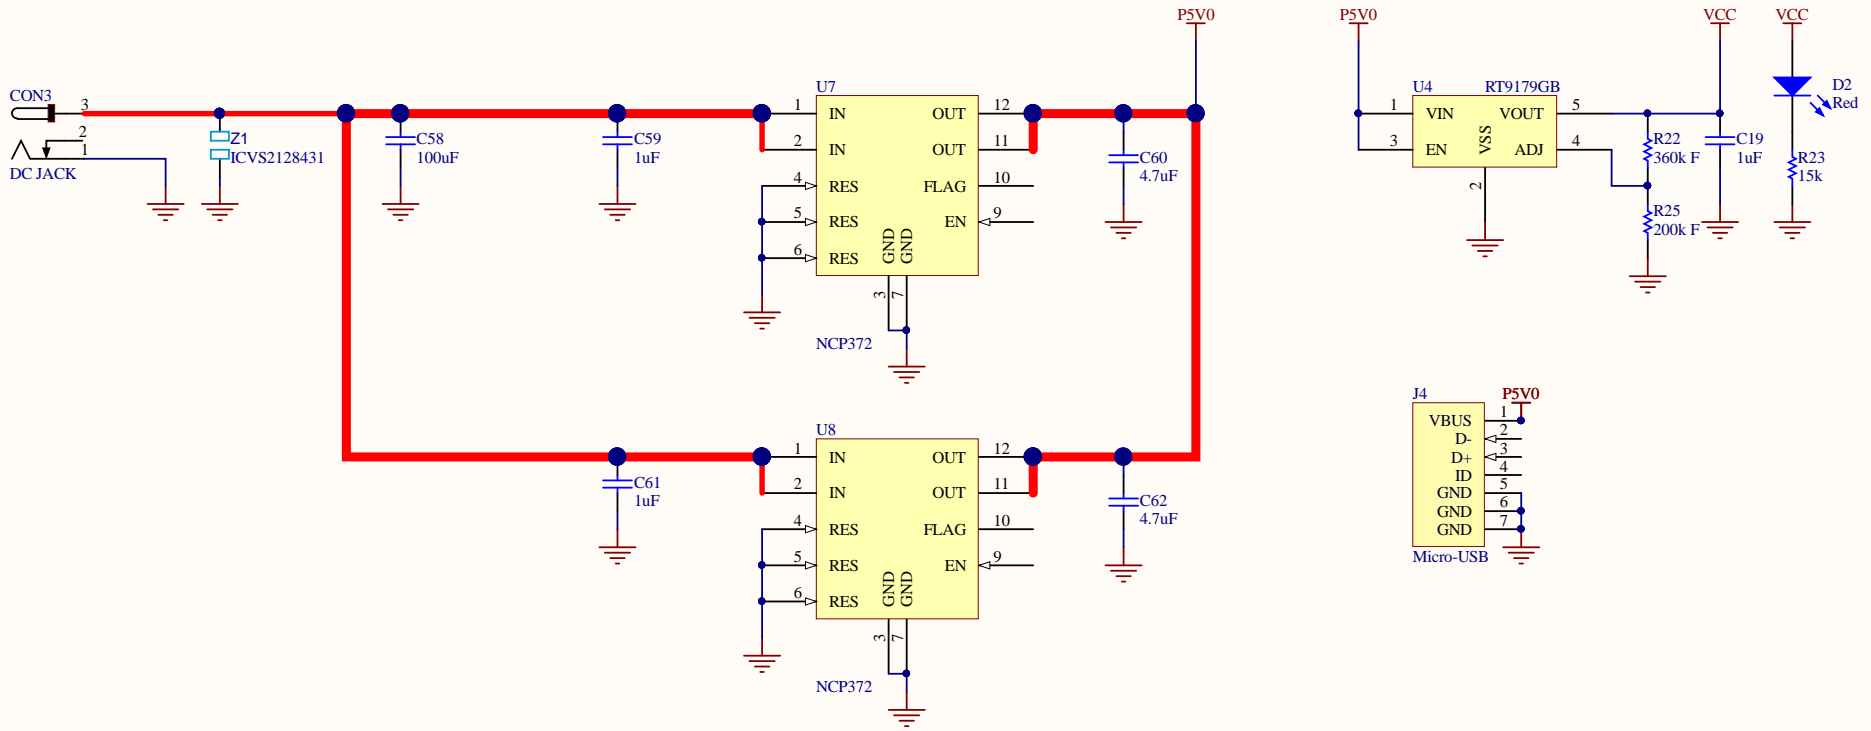 CON3
3
2
1
DC JACK
Z1
ICVS2128431
C58
100uF
C59
1uF
U7
1 IN OUT 12
2 IN OUT 11
4 RES FLAG 10
5 RES EN 9
6 RES
GND GND
3 7
NCP372
C60
4.7uF
P5V0
C61
1uF
U8
1 IN OUT 12
2 IN OUT 11
4 RES FLAG 10
5 RES EN 9
6 RES
GND GND
3 7
NCP372
C62
4.7uF
P5V0
U4 RT9179GB
1 VIN VOUT 5
3 EN ADJ 4
VSS
2
R22
360k F
R25
200k F
VCC
C19
1uF
VCC
D2
Red
R23
15k
J4
P5V0
VBUS 1
D- 2
D+ 3
ID 4
GND 5
GND 6
GND 7
Micro-USB